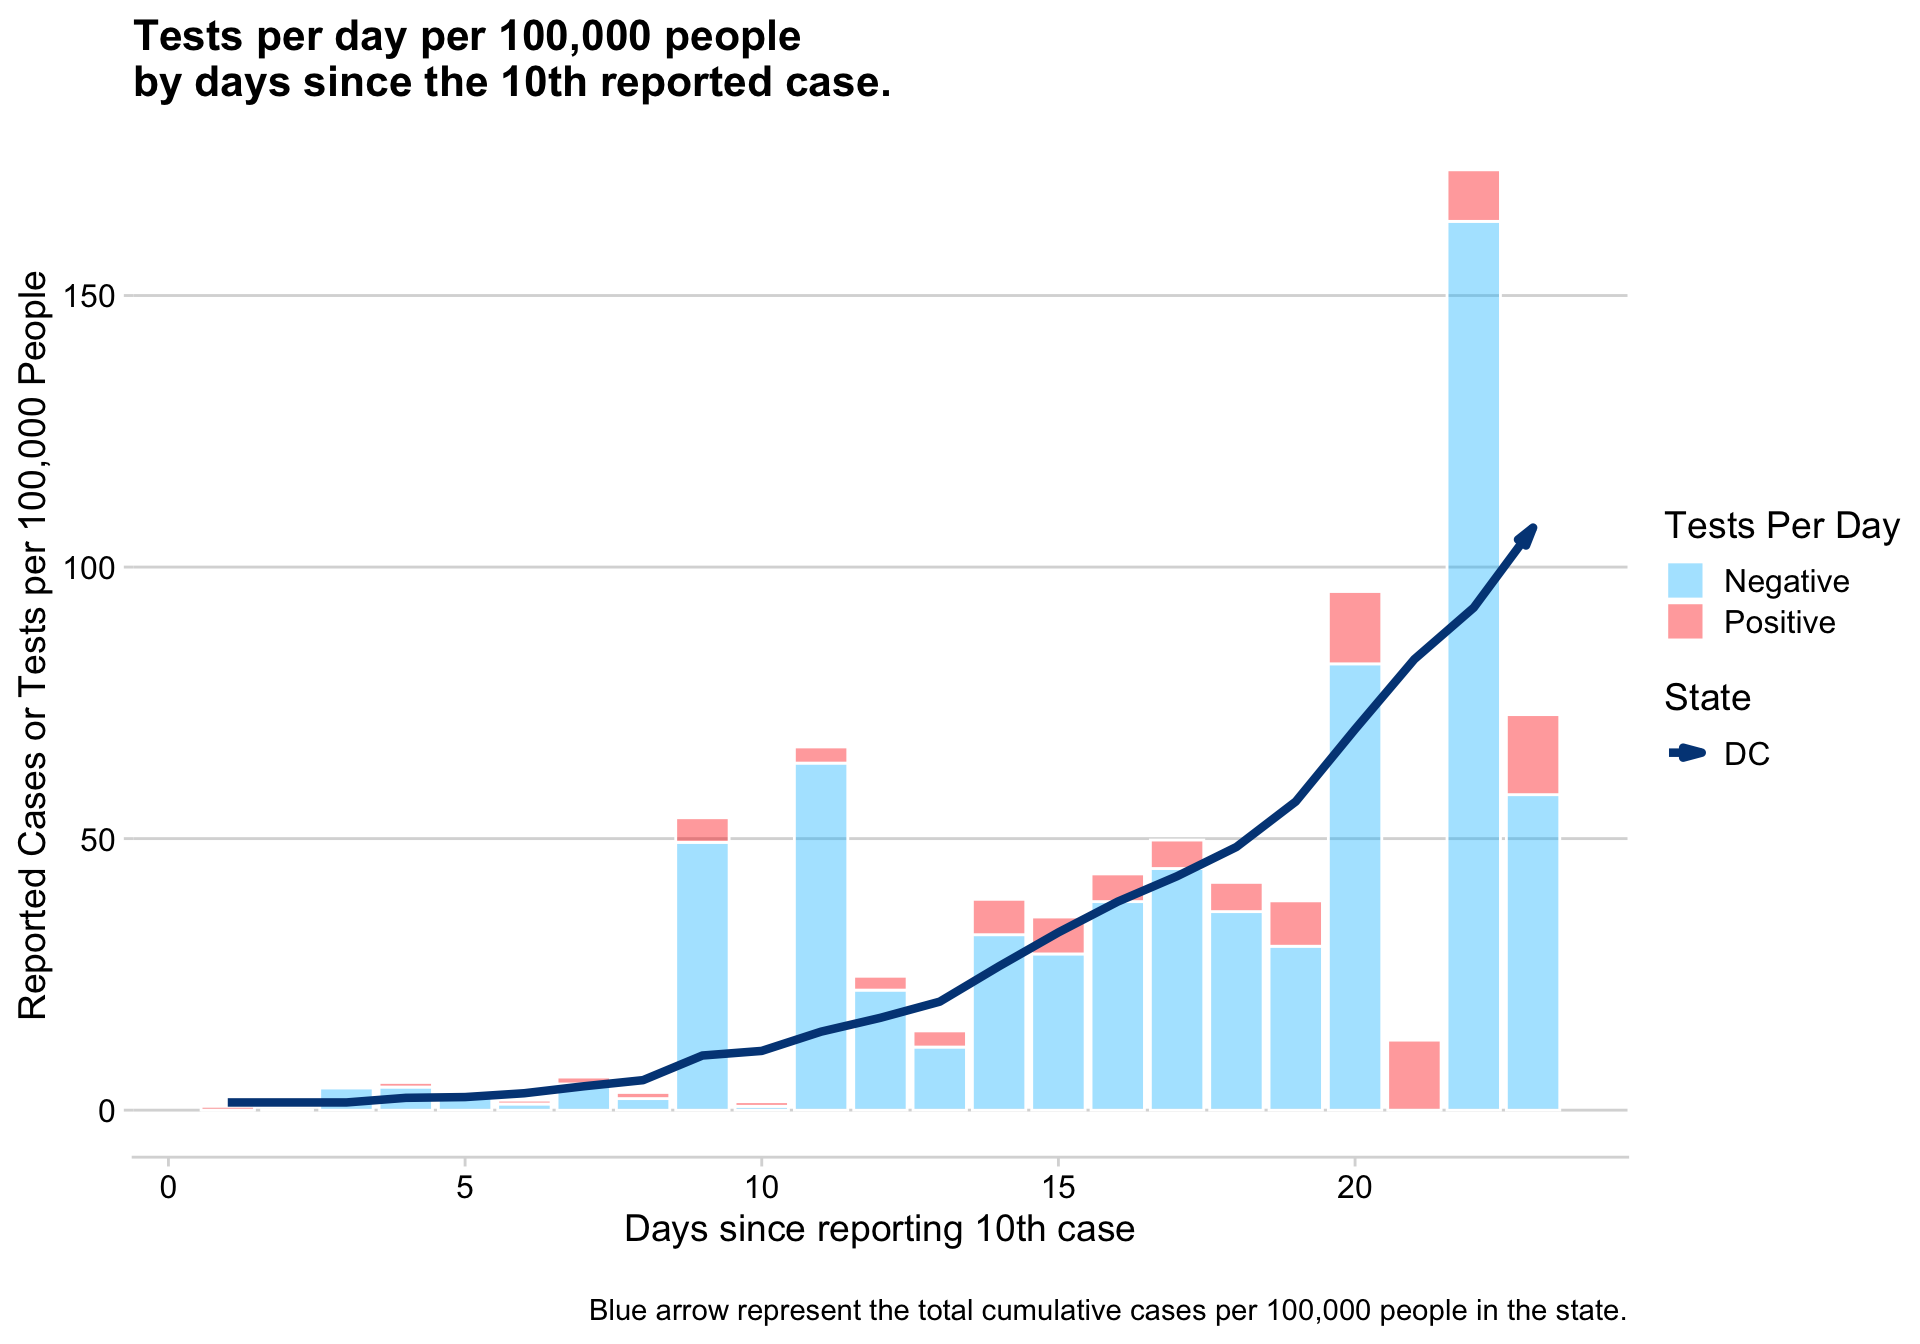 Tests per day per 100,000 people
by days since the 10th reported case.
Reported Cases or Tests per 100,000 People
150
100
50
0
0
5
10
15
20
Days since reporting 10th case
Tests Per Day
Negative
Positive
State
DC
Blue arrow represent the total cumulative cases per 100,000 people in the state.